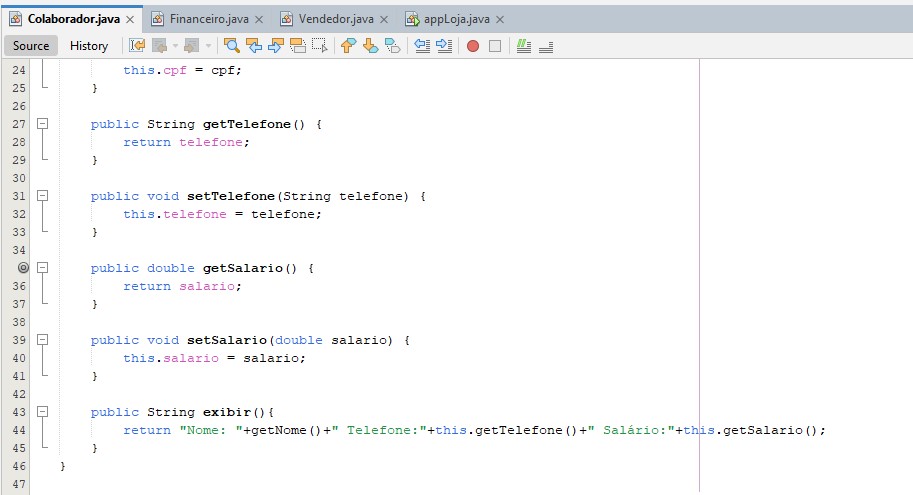 Colaborador.java × Financeiro.java × Vendedor.java × appLoja.java ×
Source History
24 this.cpf = cpf;
25 }
26
27 public String getTelefone() {
28 return telefone;
29 }
30
31 public void setTelefone(String telefone) {
32 this.telefone = telefone;
33 }
34
public double getSalario() {
36 return salario;
37 }
38
39 public void setSalario(double salario) {
40 this.salario = salario;
41 }
42
43 public String exibir(){
44 return "Nome: "+getNome()+" Telefone:"+this.getTelefone()+" Salário:"+this.getSalario();
45 }
46 }
47